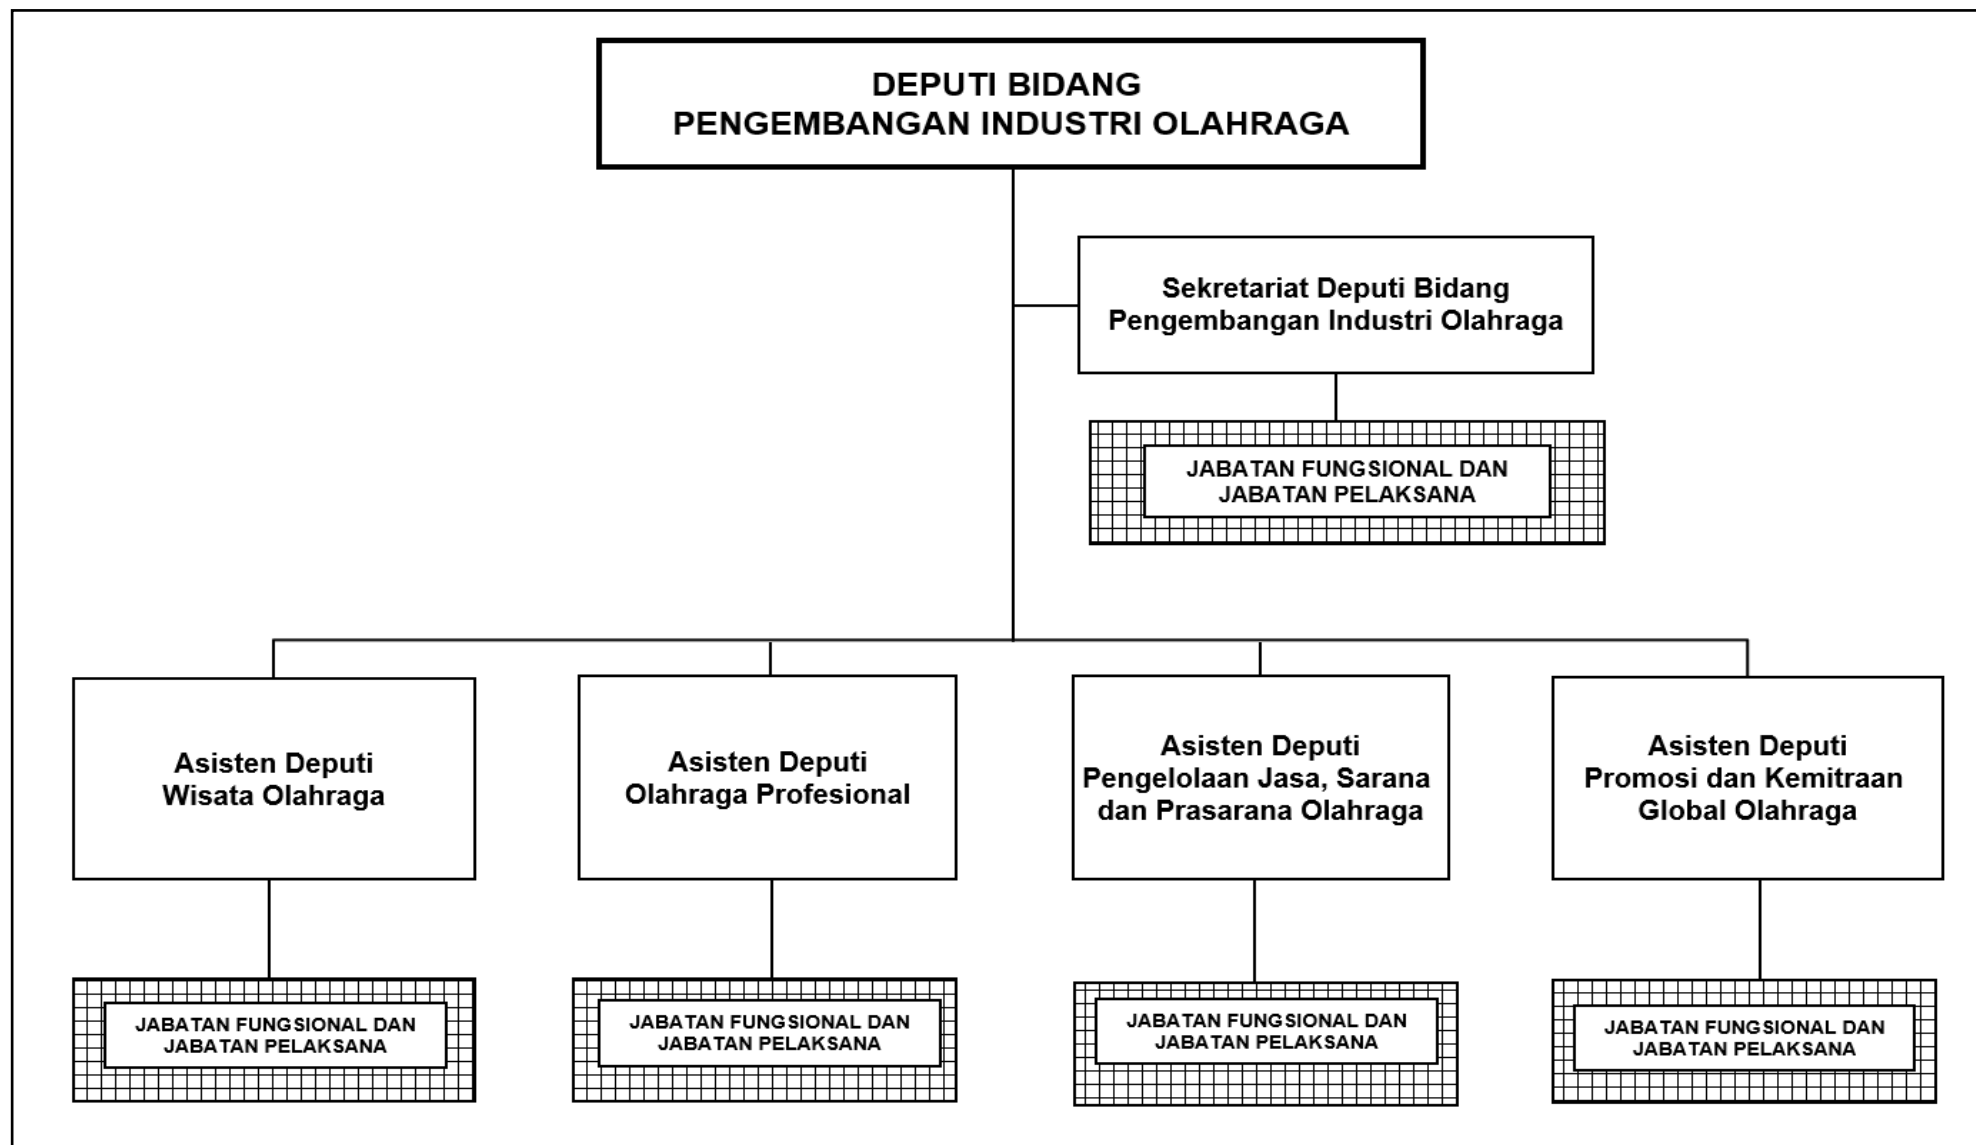 DEPUTI BIDANG
PENGEMBANGAN INDUSTRI OLAHRAGA
Sekretariat Deputi Bidang
Pengembangan Industri Olahraga
JABATAN FUNGSIONAL DAN
JABATAN PELAKSANA
Asisten Deputi
Wisata Olahraga
Asisten Deputi
Olahraga Profesional
Asisten Deputi
Pengelolaan Jasa, Sarana
dan Prasarana Olahraga
Asisten Deputi
Promosi dan Kemitraan
Global Olahraga
JABATAN FUNGSIONAL DAN
JABATAN PELAKSANA
JABATAN FUNGSIONAL DAN
JABATAN PELAKSANA
JABATAN FUNGSIONAL DAN
JABATAN PELAKSANA
JABATAN FUNGSIONAL DAN
JABATAN PELAKSANA